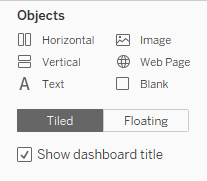 Objects
Horizontal Image
Vertical Web Page
A Text Blank
Tiled Floating
Show dashboard title